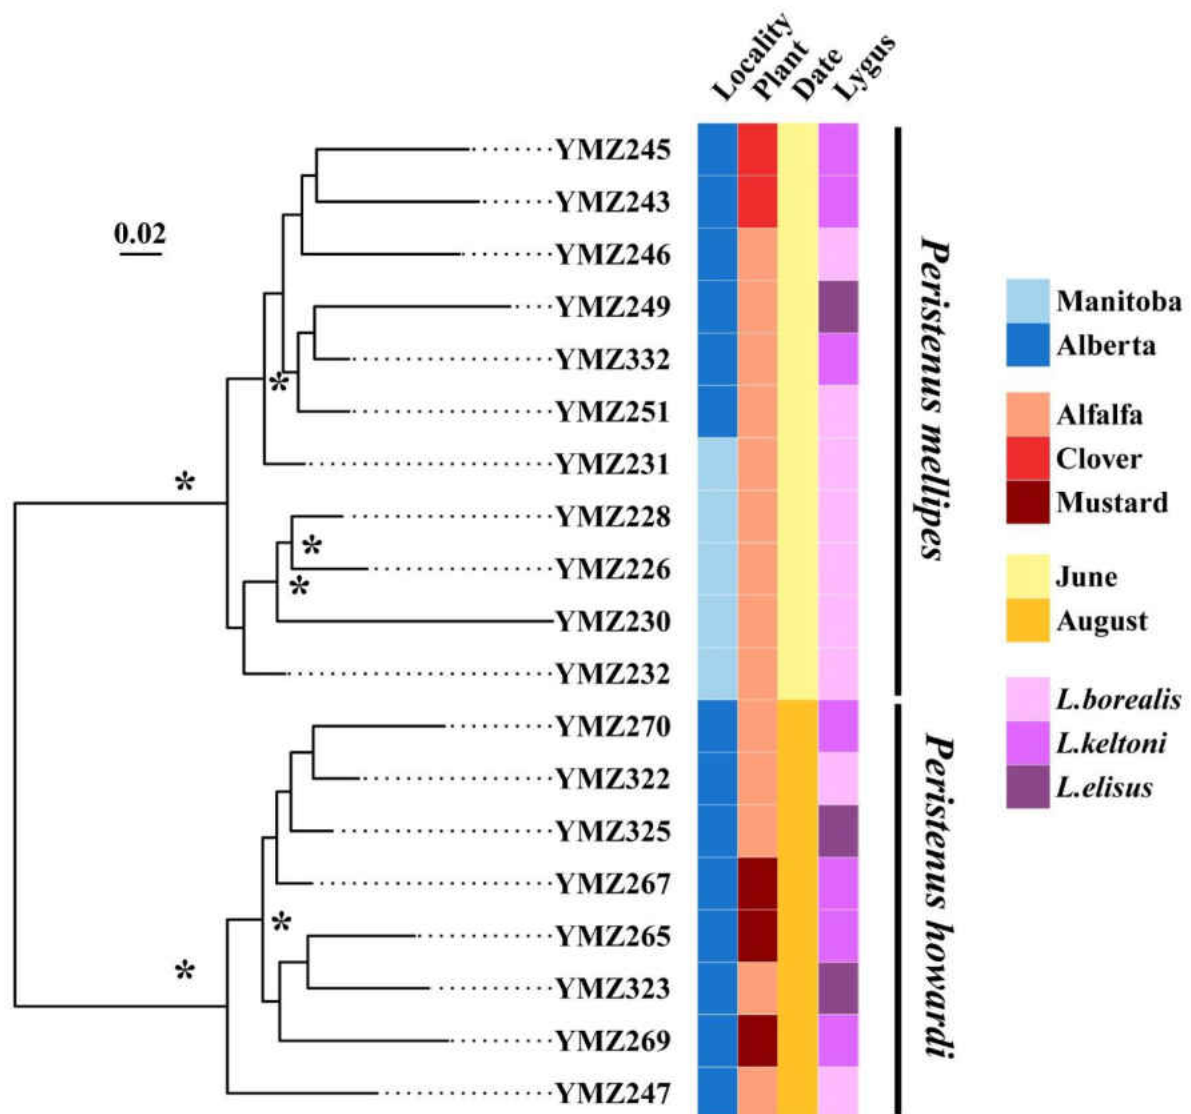 Locality
Plant
Date
Lygus
0.02
YMZ245
YMZ243
YMZ246
YMZ249
YMZ332
YMZ251
YMZ231
YMZ228
YMZ226
YMZ230
YMZ232
YMZ270
YMZ322
YMZ325
YMZ267
YMZ265
YMZ323
YMZ269
YMZ247
*
*
*
*
*
*
Peristenus mellipes
Peristenus howardi
Manitoba
Alberta
Alfalfa
Clover
Mustard
June
August
L.borealis
L.keltoni
L.elisus